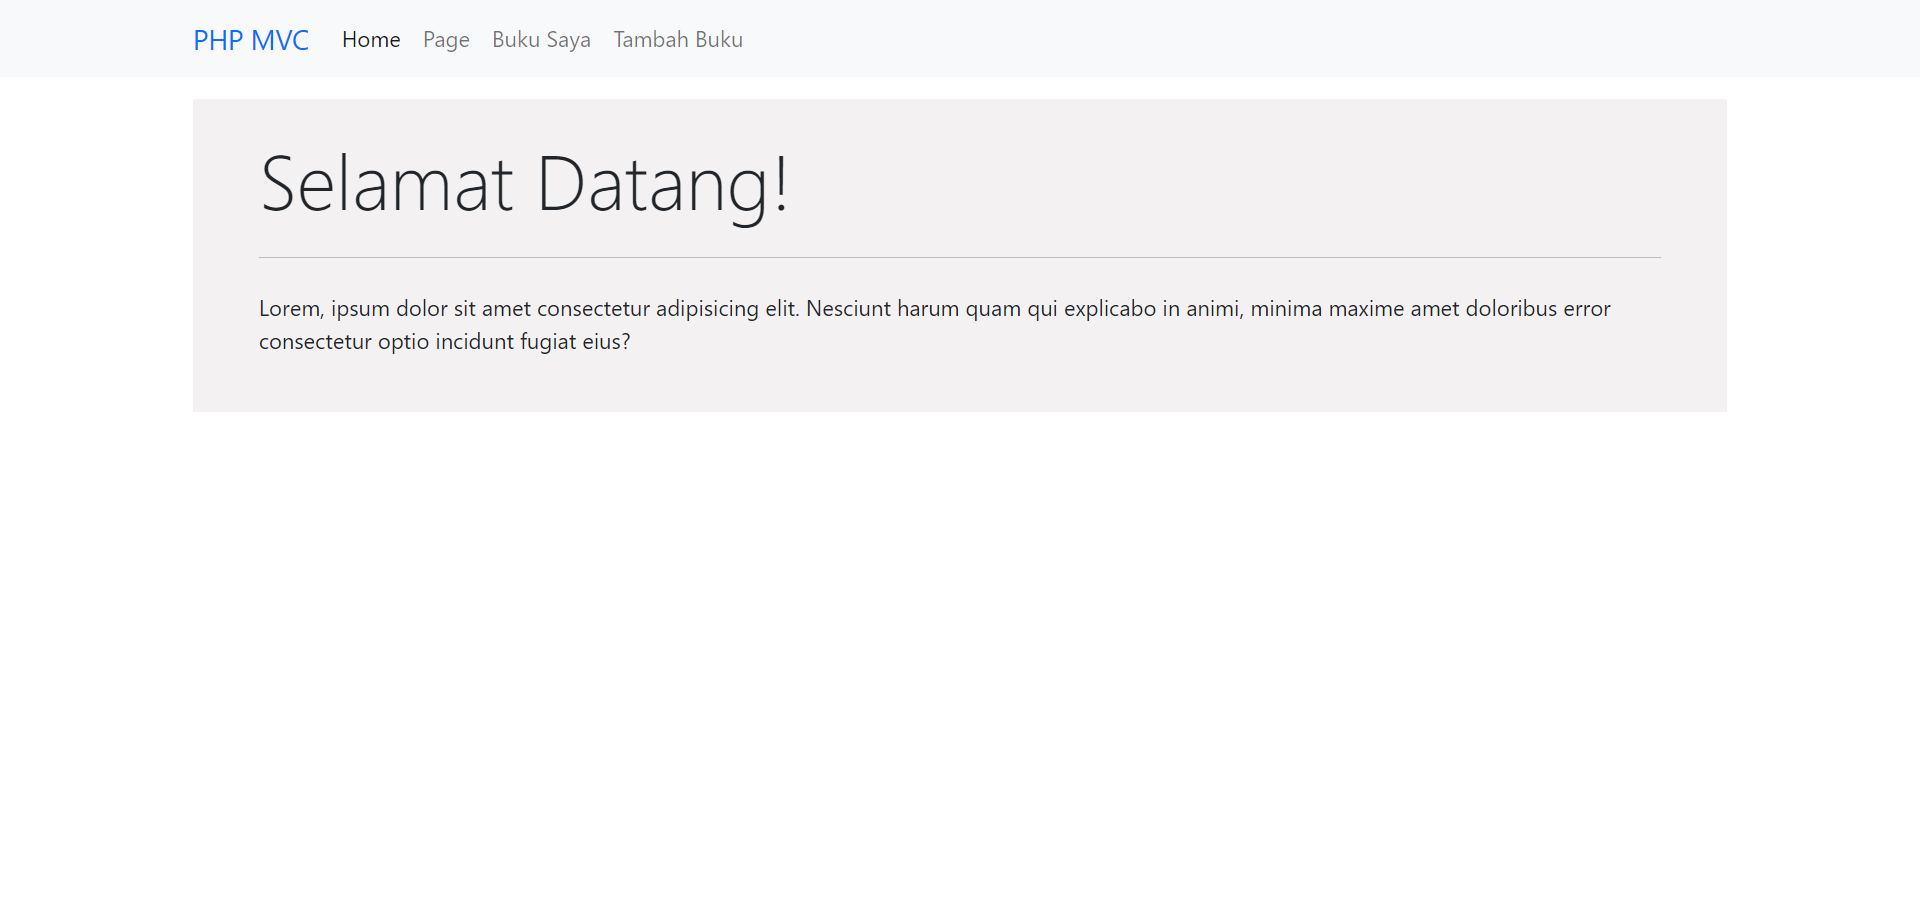 PHP MVC Home Page Buku Saya Tambah Buku
Selamat Datang!
Lorem, ipsum dolor sit amet consectetur adipisicing elit. Nesciunt harum quam qui explicabo in animi, minima maxime amet doloribus error
consectetur optio incidunt fugiat eius?